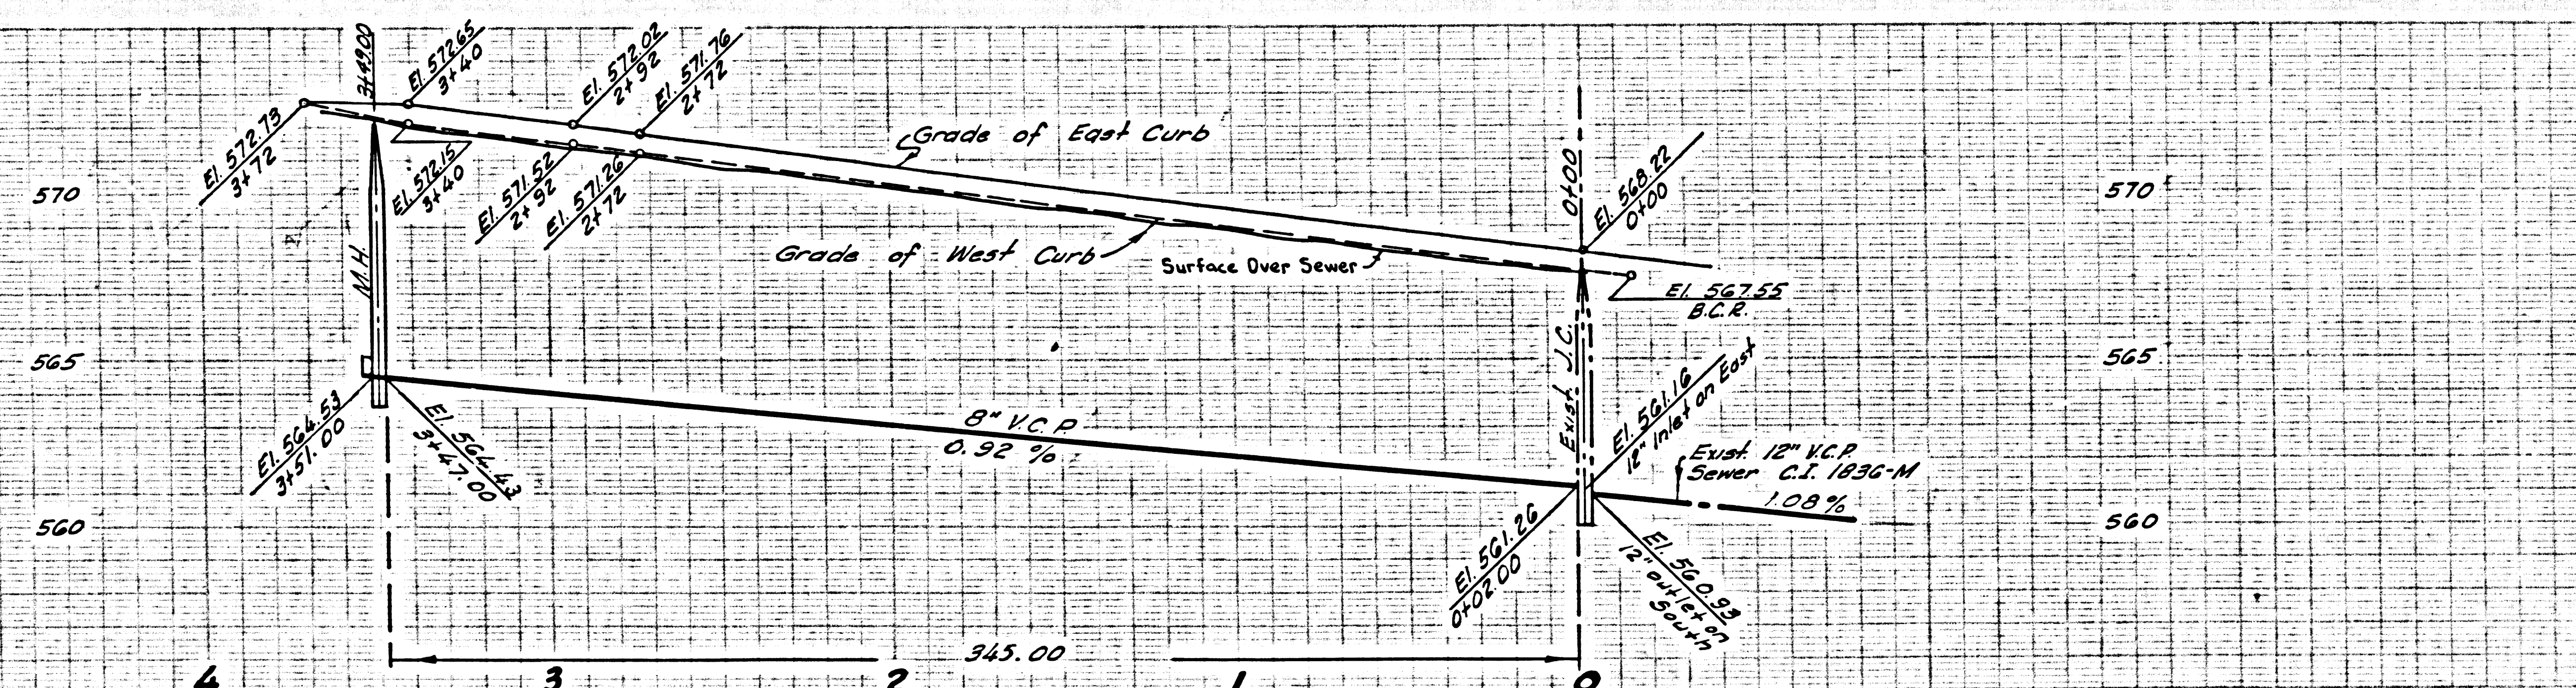 3+49.00
El. 572.65
3+40
El. 572.02
2+92
El. 571.76
2+72
El. 572.73
3+72
El. 572.15
3+40
El. 571.52
2+92
El. 571.26
2+72
Grade of East Curb
Grade of West Curb
Surface Over Sewer
0+00
El. 568.22
0+00
El. 567.55
B.C.R.
570
570
M.H.
Exist. J.C.
565
565
El. 564.53
3+51.00
El. 564.43
3+47.00
8" V.C.P.
0.92 %
El. 561.16
12" Inlet on East
Exist. 12" V.C.P.
Sewer C.I. 1836-M
1.08%
560
560
El. 561.26
0+02.00
El. 560.93
12" outlet on
South
345.00
4 3 2 1 0